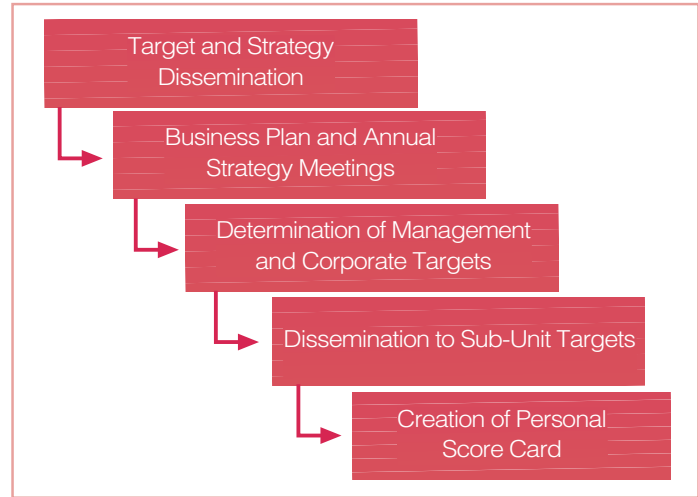 Target and Strategy
Dissemination
Business Plan and Annual
Strategy Meetings
Determination of Management
and Corporate Targets
Dissemination to Sub-Unit Targets
Creation of Personal
Score Card